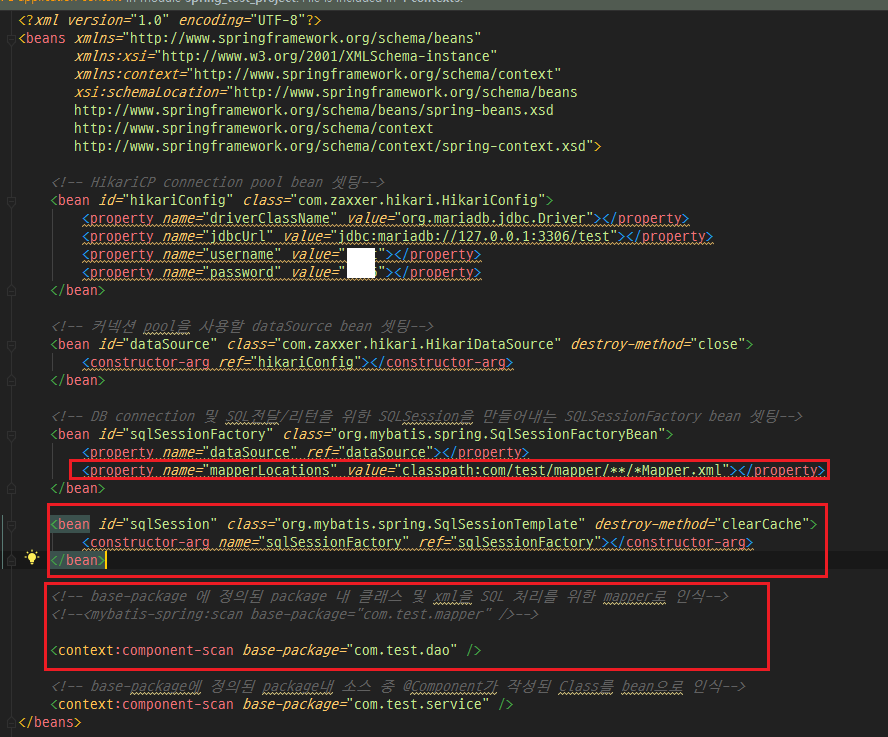 <?xml version="1.0" encoding="UTF-8"?>
<beans xmlns="http://www.springframework.org/schema/beans"
xmlns:xsi="http://www.w3.org/2001/XMLSchema-instance"
xmlns:context="http://www.springframework.org/schema/context"
xsi:schemaLocation="http://www.springframework.org/schema/beans
http://www.springframework.org/schema/beans/spring-beans.xsd
http://www.springframework.org/schema/context
http://www.springframework.org/schema/context/spring-context.xsd">
<!-- HikariCP connection pool bean 셋팅-->
<bean id="hikariConfig" class="com.zaxxer.hikari.HikariConfig">
<property name="driverClassName" value="org.mariadb.jdbc.Driver"></property>
<property name="jdbcUrl" value="jdbc:mariadb://127.0.0.1:3306/test"></property>
<property name="username" value=" "></property>
<property name="password" value=" "></property>
</bean>
<!-- 커넥션 pool을 사용할 dataSource bean 셋팅-->
<bean id="dataSource" class="com.zaxxer.hikari.HikariDataSource" destroy-method="close">
<constructor-arg ref="hikariConfig"></constructor-arg>
</bean>
<!-- DB connection 및 SQL전달/리턴을 위한 SQLSession을 만들어내는 SQLSessionFactory bean 셋팅-->
<bean id="sqlSessionFactory" class="org.mybatis.spring.SqlSessionFactoryBean">
<property name="dataSource" ref="dataSource"></property>
<property name="mapperLocations" value="classpath:com/test/mapper/**/*Mapper.xml"></property>
</bean>
<bean id="sqlSession" class="org.mybatis.spring.SqlSessionTemplate" destroy-method="clearCache">
<constructor-arg name="sqlSessionFactory" ref="sqlSessionFactory"></constructor-arg>
</bean>
<!-- base-package 에 정의된 package 내 클래스 및 xml을 SQL 처리를 위한 mapper로 인식-->
<!--<mybatis-spring:scan base-package="com.test.mapper" />-->
<context:component-scan base-package="com.test.dao" />
<!-- base-package에 정의된 package내 소스 중 @Component가 작성된 Class를 bean으로 인식-->
<context:component-scan base-package="com.test.service" />
</beans>